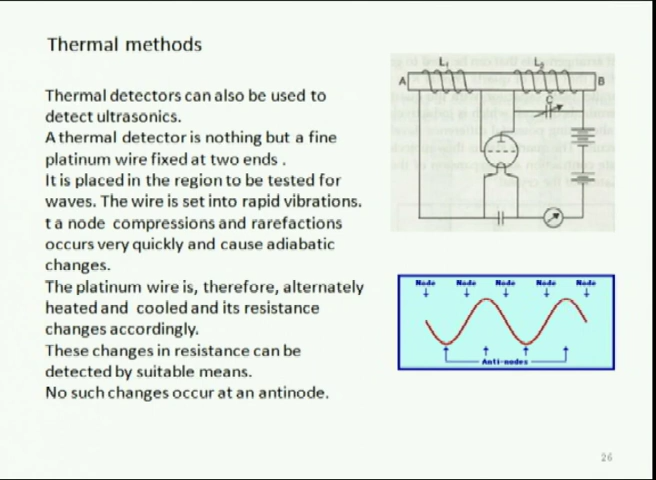 Thermal methods
Thermal detectors can also be used to
detect ultrasonics.
A thermal detector is nothing but a fine
platinum wire fixed at two ends .
It is placed in the region to be tested for
waves. The wire is set into rapid vibrations.
t a node compressions and rarefactions
occurs very quickly and cause adiabatic
changes.
The platinum wire is, therefore, alternately
heated and cooled and its resistance
changes accordingly.
These changes in resistance can be
detected by suitable means.
No such changes occur at an antinode.
L1 L2
A B
C
Node Node Node Node Node
Anti-nodes
26